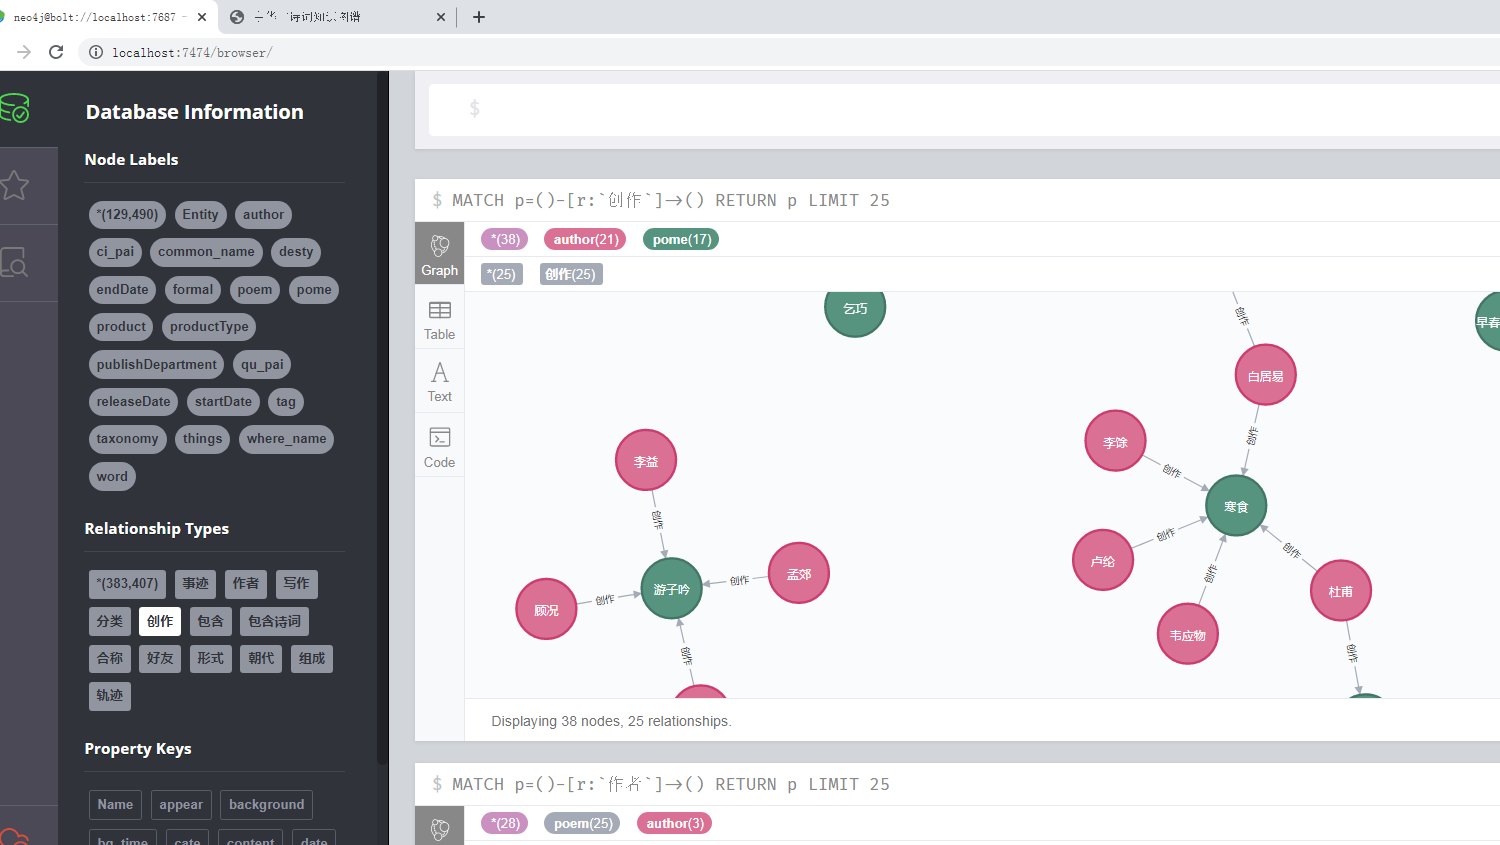 neo4j@bolt://localhost:7687 -
localhost:7474/browser/
Database Information
Node Labels
*(129,490) Entity author
ci_pai common_name desty
endDate formal poem pome
product productType
publishDepartment qu_pai
releaseDate startDate tag
taxonomy things where_name
word
Relationship Types
*(383,407) 事迹 作者 写作
分类 创作 包含 包含诗词
合称 好友 形式 朝代 组成
轨迹
Property Keys
Name appear background
bg_time cate content date
$
$ MATCH p=()-[r:`创作`]->() RETURN p LIMIT 25
Graph
Table
Text
Code
*(38) author(21) pome(17)
*(25) 创作(25)
乞巧
早春
创作
白居易
创作
李馀
创作
寒食
创作
卢纶
创作
韦应物
创作
杜甫
创作
李益
创作
游子吟
创作
孟郊
创作
顾况
创作
Displaying 38 nodes, 25 relationships.
$ MATCH p=()-[r:`作者`]->() RETURN p LIMIT 25
*(28) poem(25) author(3)